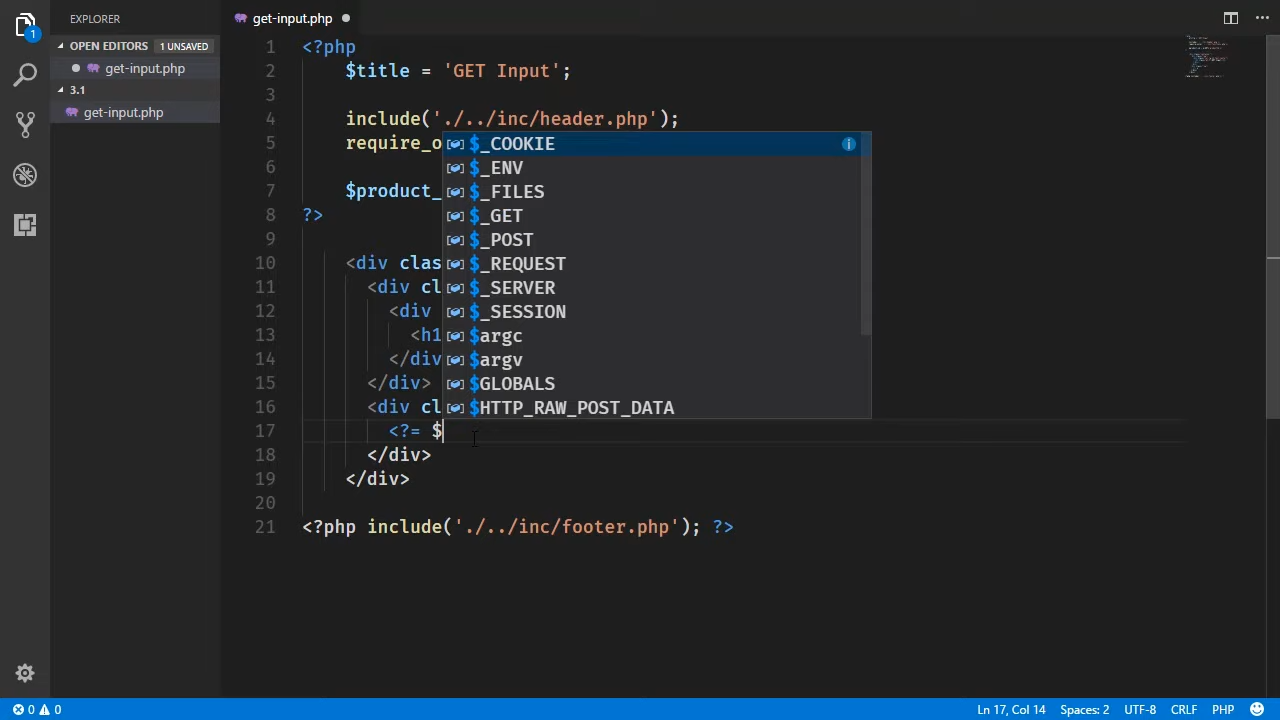 EXPLORER
OPEN EDITORS 1 UNSAVED
get-input.php
3.1
get-input.php
1
get-input.php
1 <?php
2 $title = 'GET Input';
3
4 include('./../inc/header.php');
5 require_o
6
7 $product_
8 ?>
9
10 <div class
11 <div cl
12 <div
13 <h1
14 </div
15 </div>
16 <div cl
17 <?= $
18 </div>
19 </div>
20
21 <?php include('./../inc/footer.php'); ?>
$_COOKIE
$_ENV
$_FILES
$_GET
$_POST
$_REQUEST
$_SERVER
$_SESSION
$argc
$argv
$GLOBALS
$HTTP_RAW_POST_DATA
0 0 Ln 17, Col 14 Spaces: 2 UTF-8 CRLF PHP